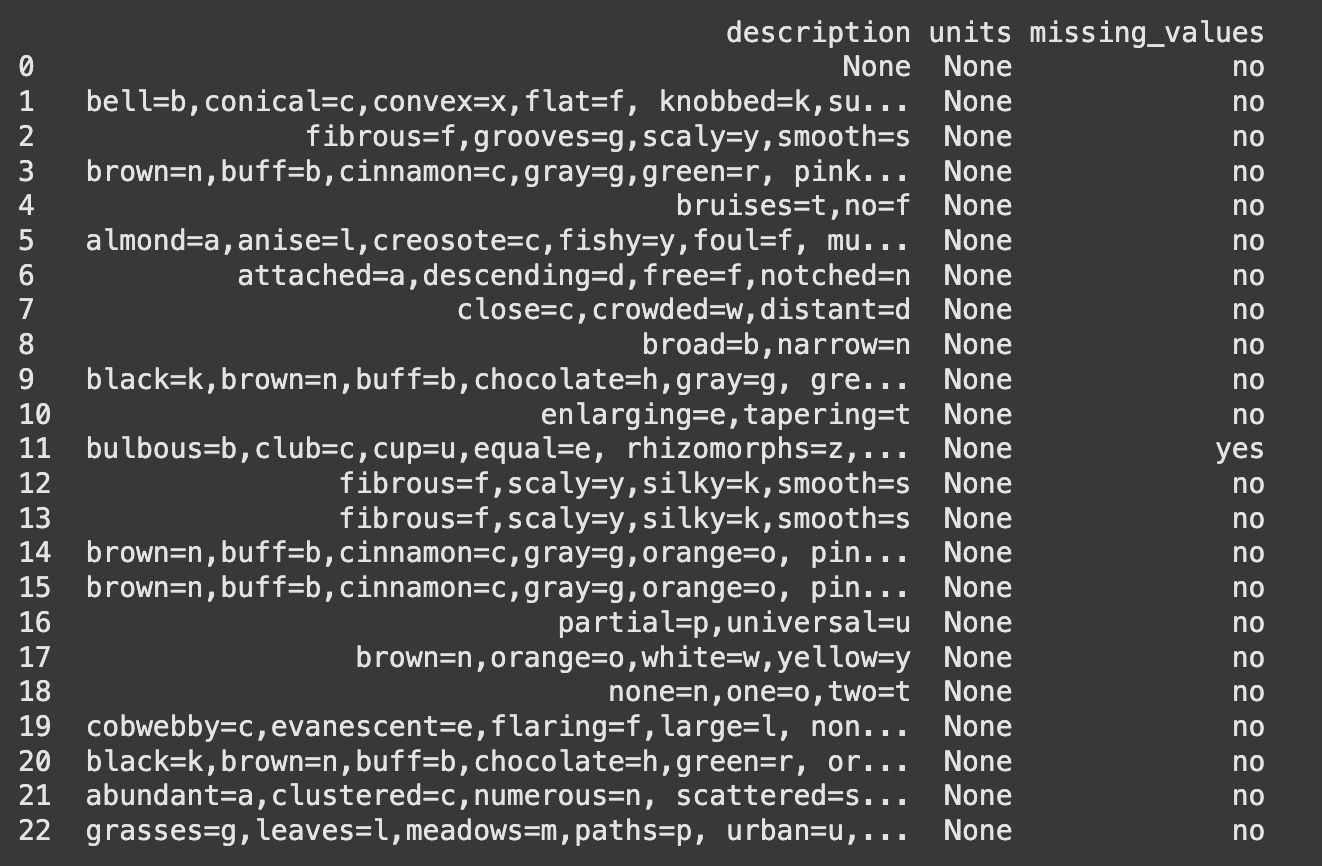 description units missing_values
0 None None no
1 bell=b,conical=c,convex=x,flat=f, knobbed=k,su... None no
2 fibrous=f,grooves=g,scaly=y,smooth=s None no
3 brown=n,buff=b,cinnamon=c,gray=g,green=r, pink... None no
4 bruises=t,no=f None no
5 almond=a,anise=l,creosote=c,fishy=y,foul=f, mu... None no
6 attached=a,descending=d,free=f,notched=n None no
7 close=c,crowded=w,distant=d None no
8 broad=b,narrow=n None no
9 black=k,brown=n,buff=b,chocolate=h,gray=g, gre... None no
10 enlarging=e,tapering=t None no
11 bulbous=b,club=c,cup=u,equal=e, rhizomorphs=z,... None yes
12 fibrous=f,scaly=y,silky=k,smooth=s None no
13 fibrous=f,scaly=y,silky=k,smooth=s None no
14 brown=n,buff=b,cinnamon=c,gray=g,orange=o, pin... None no
15 brown=n,buff=b,cinnamon=c,gray=g,orange=o, pin... None no
16 partial=p,universal=u None no
17 brown=n,orange=o,white=w,yellow=y None no
18 none=n,one=o,two=t None no
19 cobwebby=c,evanescent=e,flaring=f,large=l, non... None no
20 black=k,brown=n,buff=b,chocolate=h,green=r, or... None no
21 abundant=a,clustered=c,numerous=n, scattered=s... None no
22 grasses=g,leaves=l,meadows=m,paths=p, urban=u,... None no